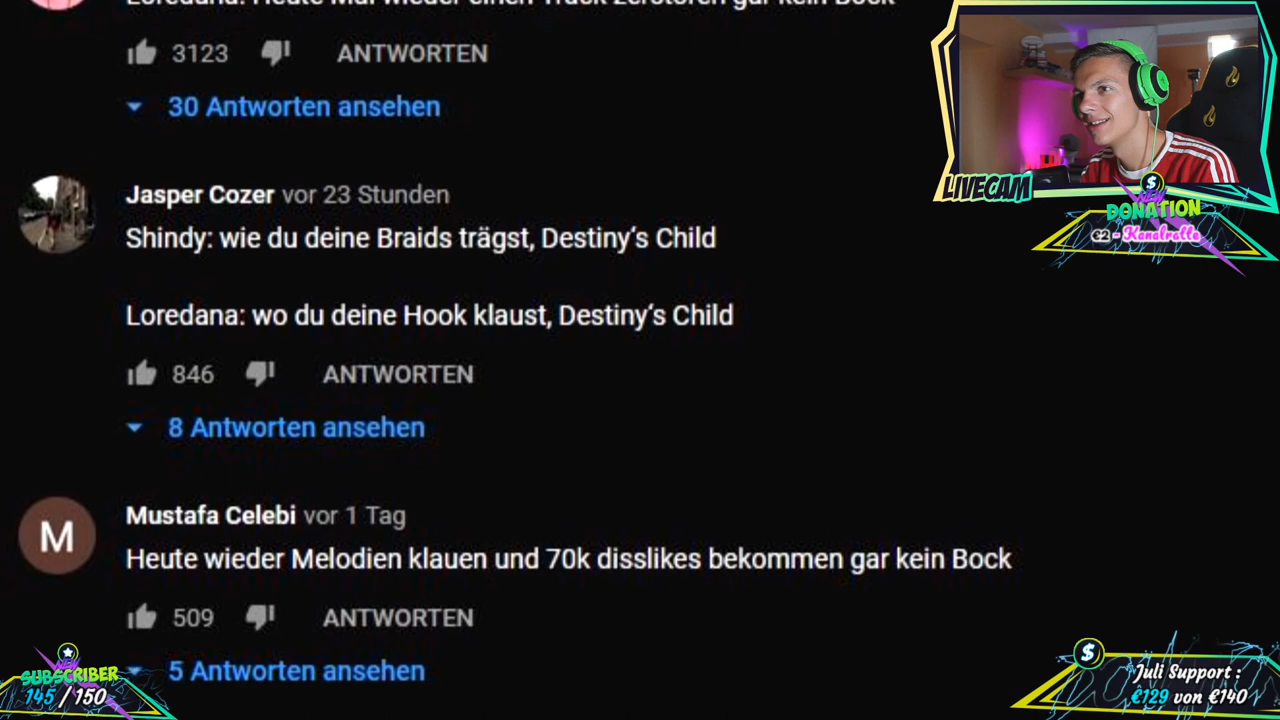 Loredana: Heute Mal wieder einen Track zerstören gar kein Bock
3123 ANTWORTEN
30 Antworten ansehen
Jasper Cozer vor 23 Stunden
Shindy: wie du deine Braids trägst, Destiny‘s Child
Loredana: wo du deine Hook klaust, Destiny‘s Child
846 ANTWORTEN
8 Antworten ansehen
M
Mustafa Celebi vor 1 Tag
Heute wieder Melodien klauen und 70k disslikes bekommen gar kein Bock
509 ANTWORTEN
5 Antworten ansehen
LIVECAM
$
NEW
DONATION
€2 - Kanalratte
NEW
SUBSCRIBER
145 / 150
$
Juli Support :
€129 von €140